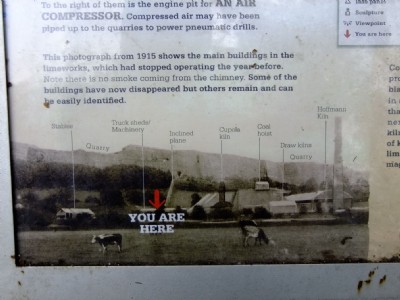 To the right of them is the engine pit for AN AIR
COMPRESSOR. Compressed air may have been
piped up to the quarries to power pneumatic drills.
This photograph from 1915 shows the main buildings in the
limeworks, which had stopped operating the year before.
Note there is no smoke coming from the chimney. Some of the
buildings have now disappeared but others remain and can
be easily identified.
Quarry
Truck sheds/
Machinery
Inclined
plane
Cupola
kiln
Coal
hoist
Draw kilns
Quarry
Hoffmann
Kiln
YOU ARE
HERE
Sculpture
Viewpoint
You are here